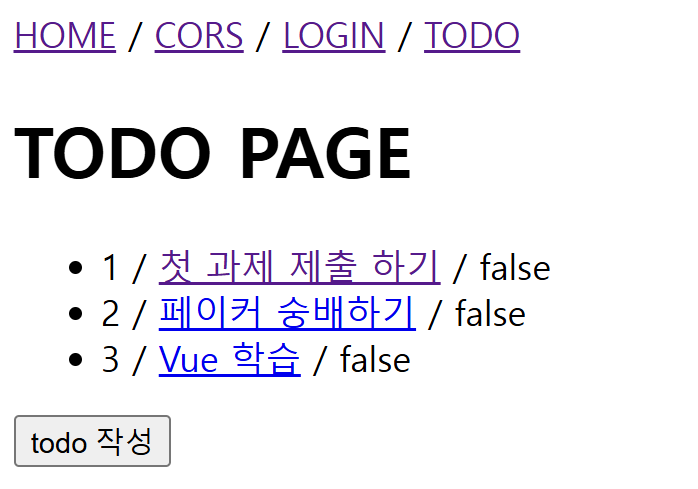 HOME / CORS / LOGIN / TODO
TODO PAGE
1 / 첫 과제 제출 하기 / false
2 / 페이커 숭배하기 / false
3 / Vue 학습 / false
todo 작성